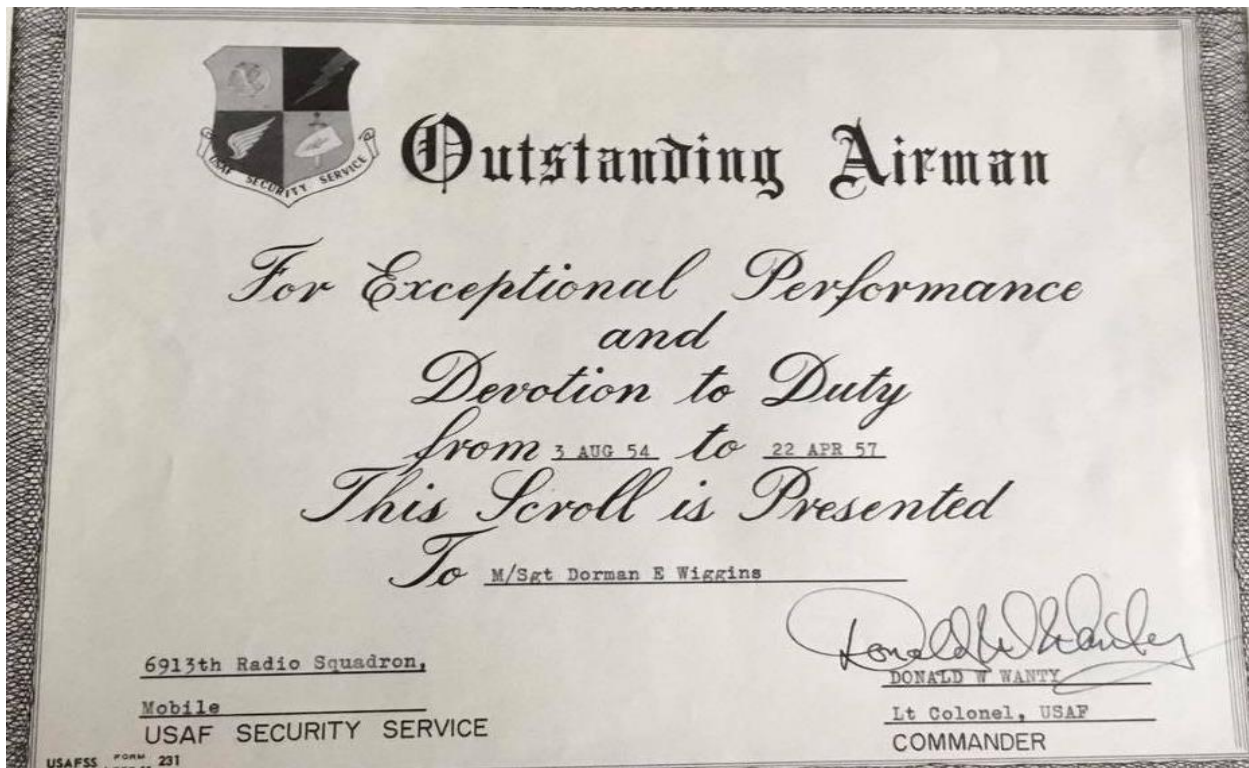 USAF SECURITY SERVICE
Outstanding Airman
For Exceptional Performance
and
Devotion to Duty
from 3 AUG 54 to 22 APR 57
This Scroll is Presented
To M/Sgt Dorman E Wiggins
Donald W Wanty
6913th Radio Squadron,
DONALD W WANTY
Mobile
Lt Colonel, USAF
USAF SECURITY SERVICE
COMMANDER
USAFSS FORM 231